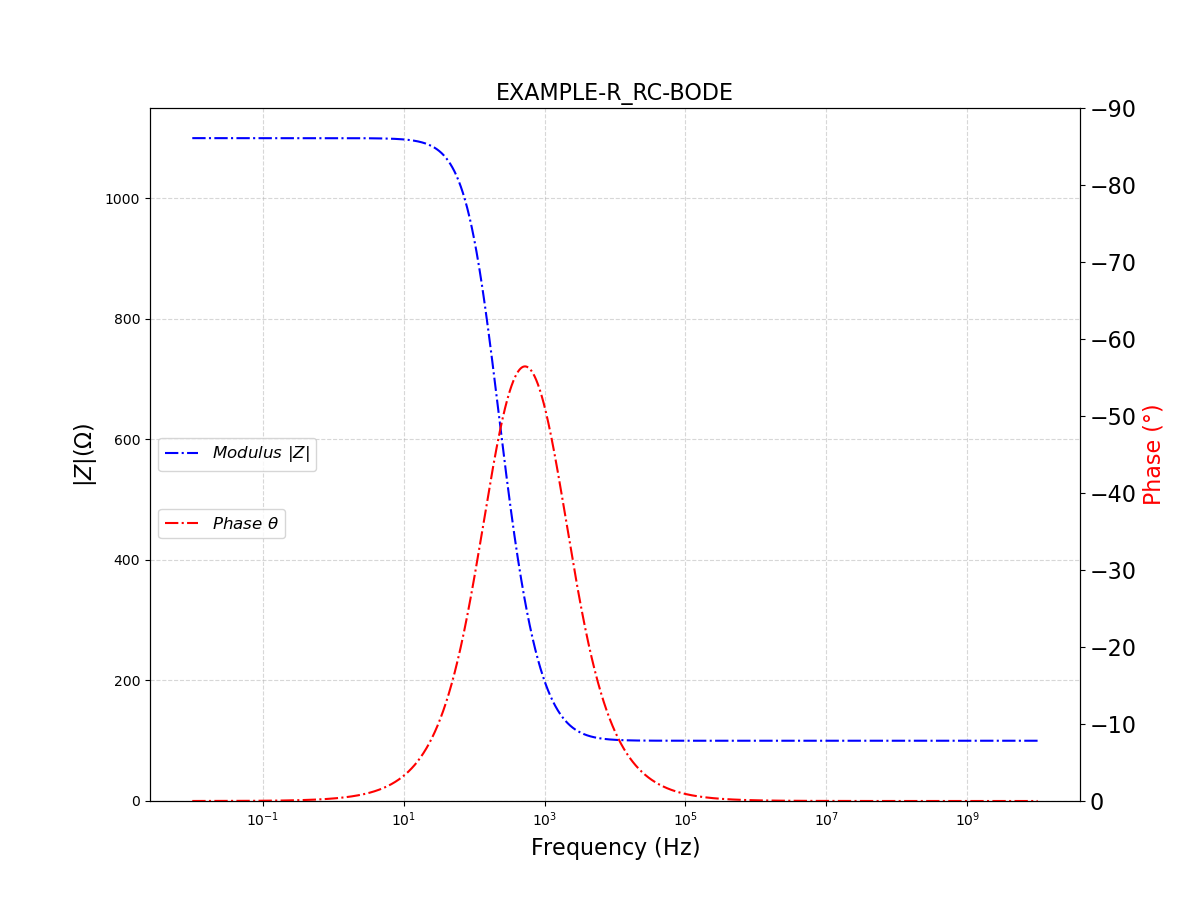 EXAMPLE-R_RC-BODE
|Z|(Ω)
1000
800
600
400
200
0
Modulus |Z|
Phase θ
−90
−80
−70
−60
−50
−40
−30
−20
−10
0
Phase (°)
10⁻¹ 10¹ 10³ 10⁵ 10⁷ 10⁹
Frequency (Hz)